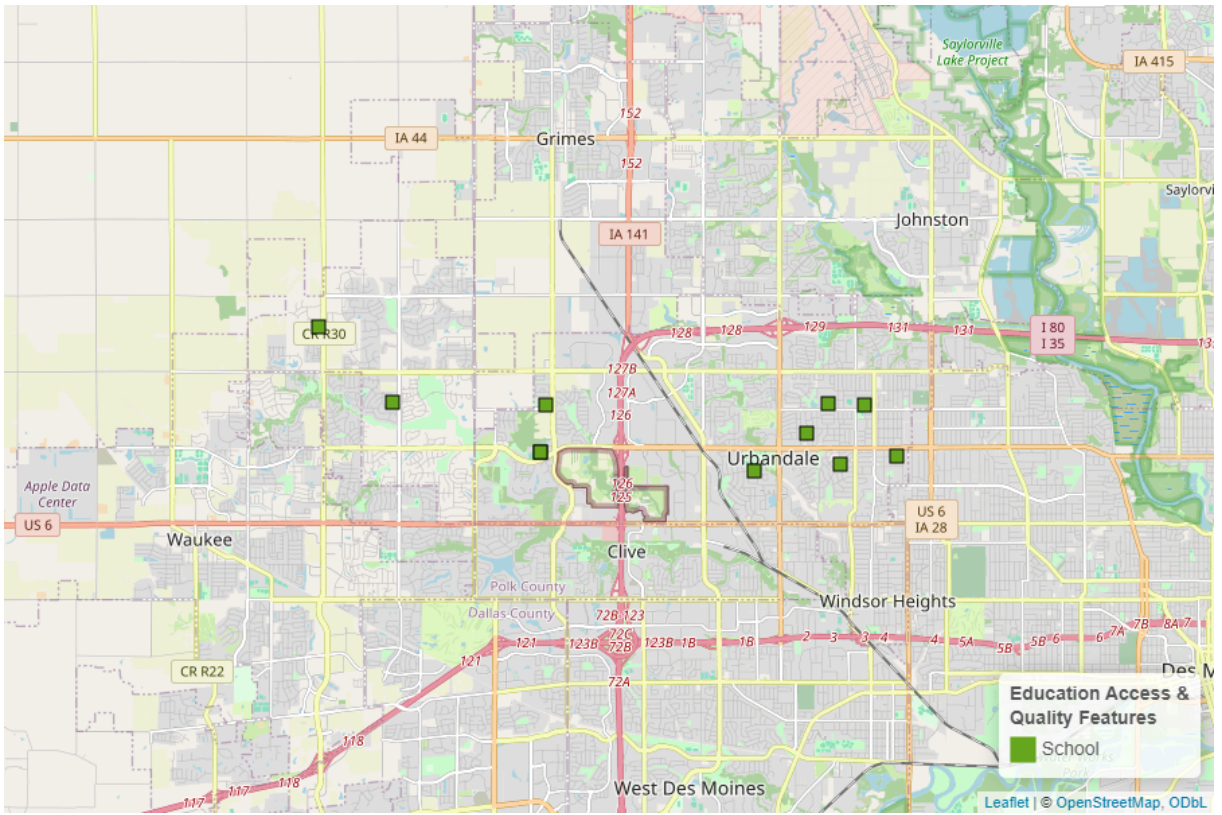 Saylorville
Lake Project
IA 415
152
IA 44
Grimes
152
Saylorvi
Johnston
IA 141
CR R30
128
128
129
131
131
I 80
I 35
127B
127A
126
Urbandale
126
125
Apple Data
Center
US 6
Waukee
US 6
IA 28
Clive
Polk County
Dallas County
Windsor Heights
72B
123
121
121
123B
72C
72B
123B
1B
1B
2
3
3
4
4
5A
5B
5B
6
6
7A
7B
8A
7
CR R22
72A
Des M
118
118
117
117
West Des Moines
Education Access &
Quality Features
School
Leaflet | © OpenStreetMap, ODbL